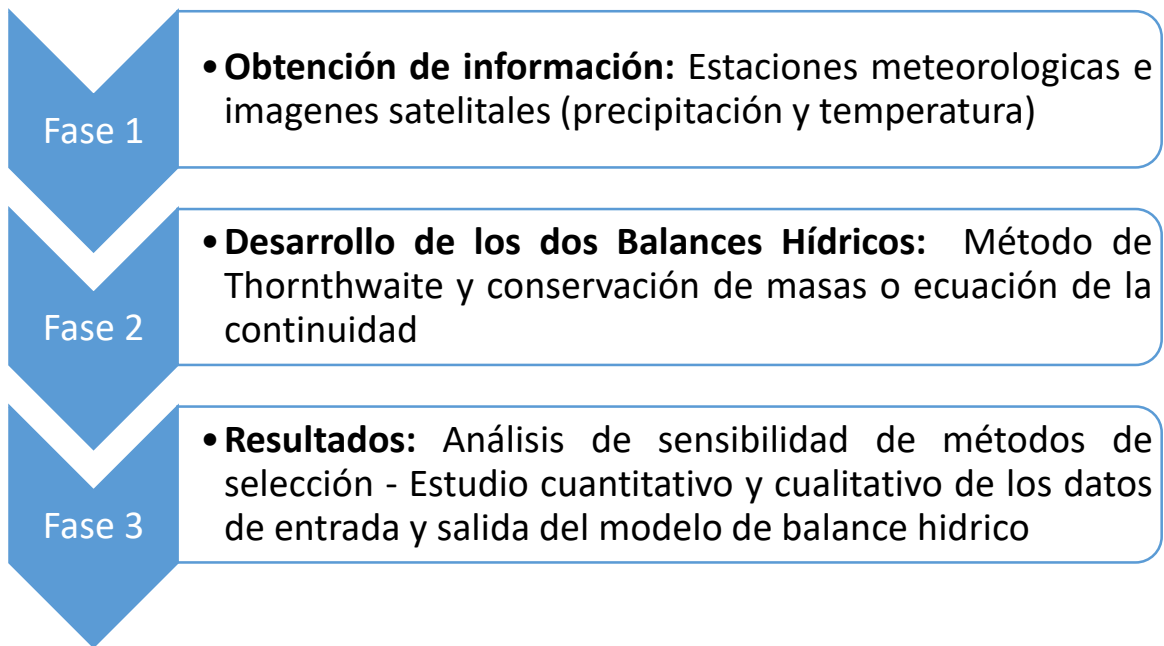 Fase 1
• Obtención de información: Estaciones meteorologicas e
imagenes satelitales (precipitación y temperatura)
Fase 2
• Desarrollo de los dos Balances Hídricos: Método de
Thornthwaite y conservación de masas o ecuación de la
continuidad
Fase 3
• Resultados: Análisis de sensibilidad de métodos de
selección - Estudio cuantitativo y cualitativo de los datos
de entrada y salida del modelo de balance hidrico